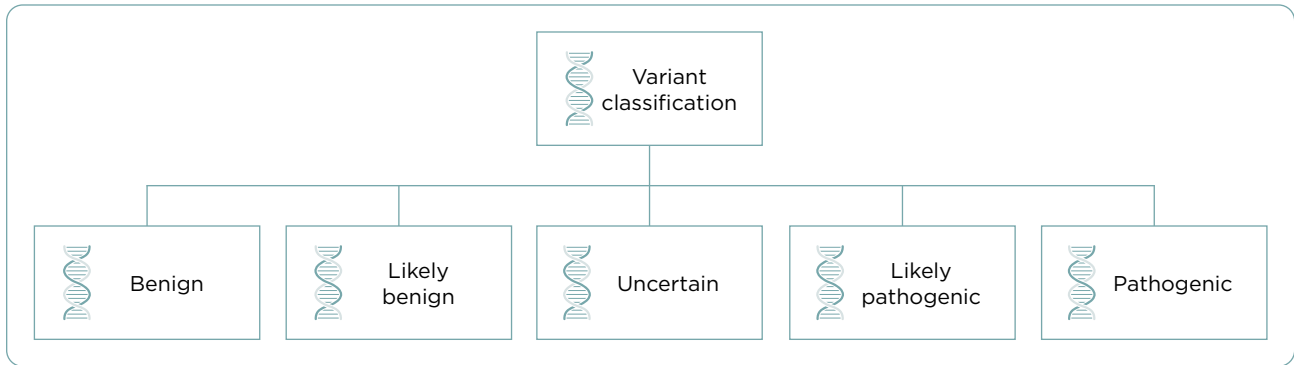 Variant
classification
Benign
Likely
benign
Uncertain
Likely
pathogenic
Pathogenic